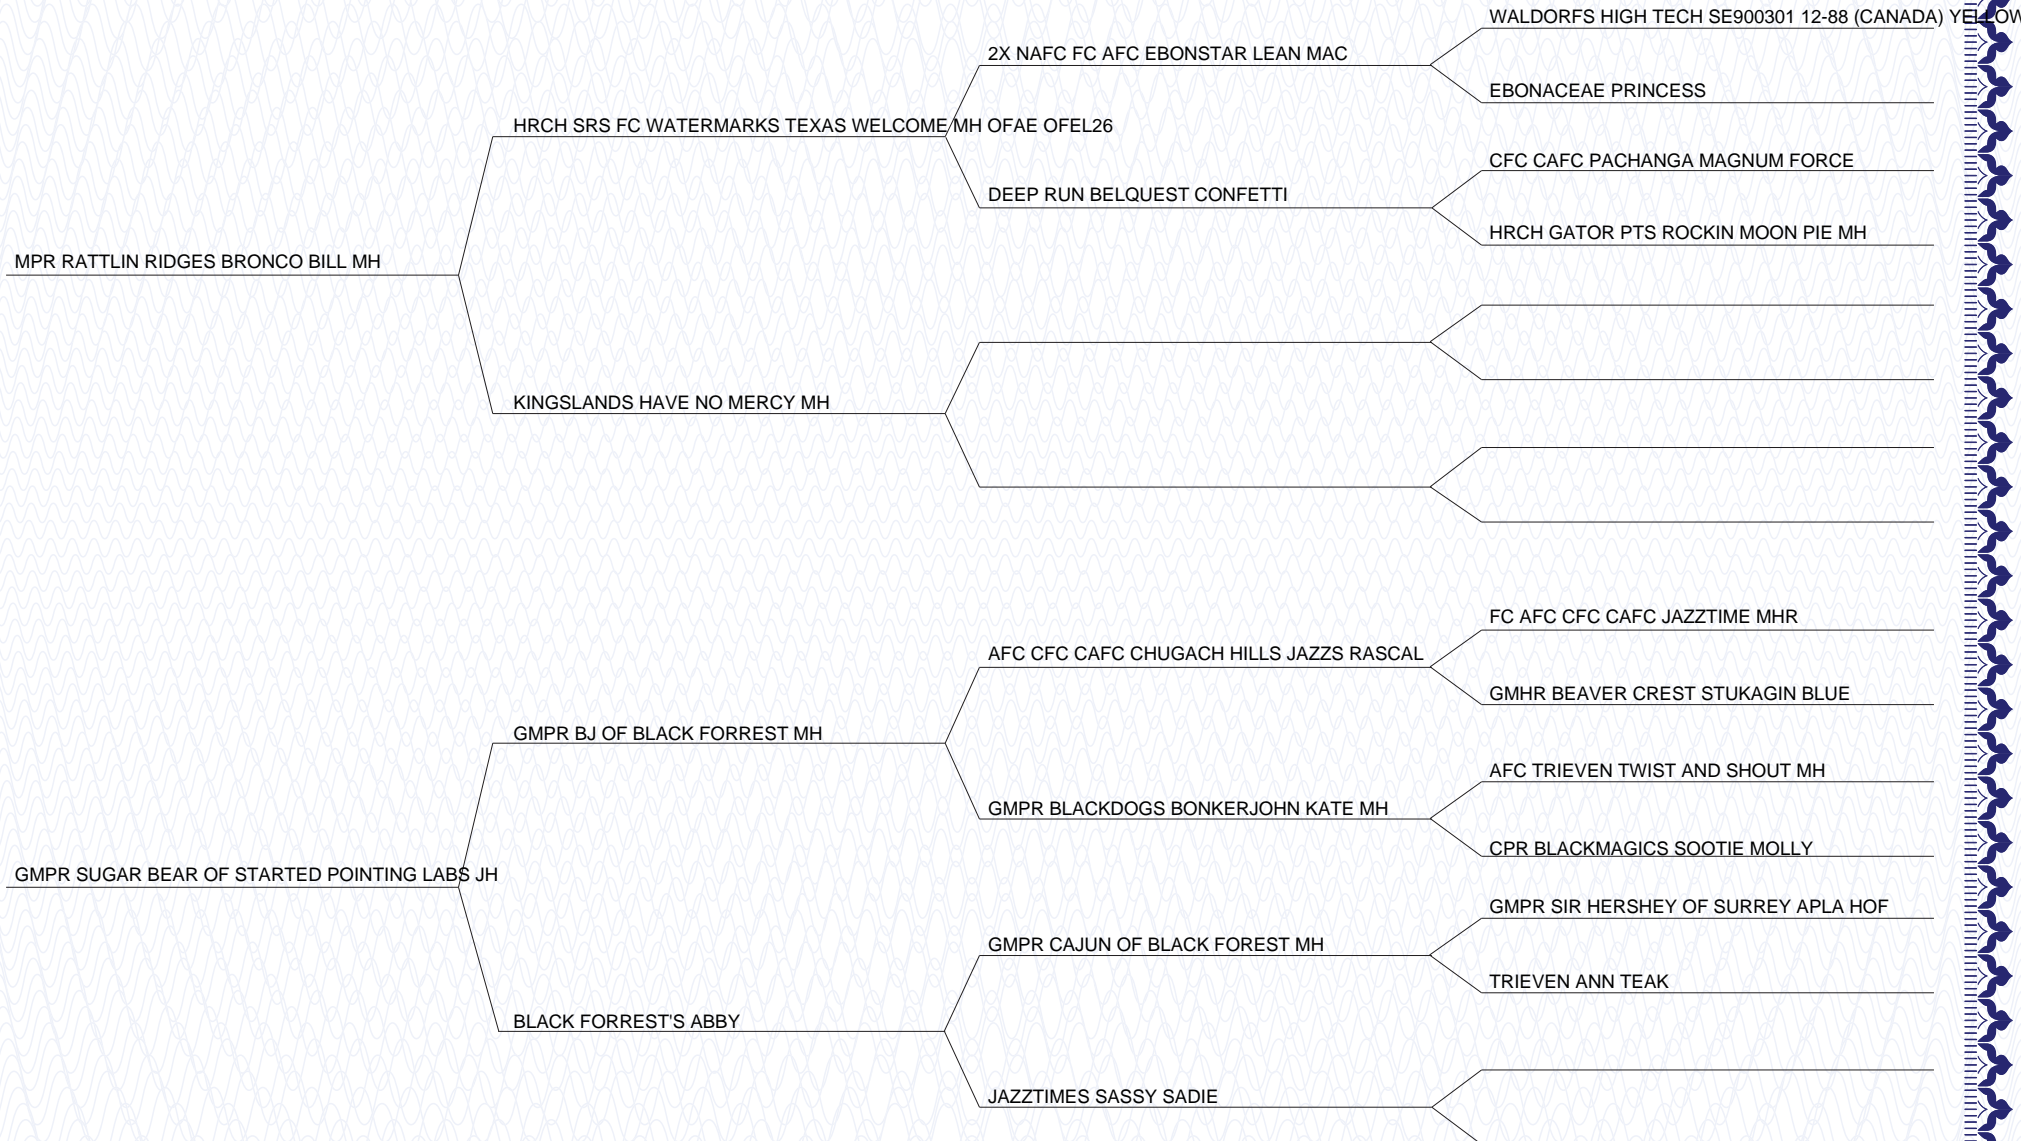 WALDORFS HIGH TECH SE900301 12-88 (CANADA) YELLOW
2X NAFC FC AFC EBONSTAR LEAN MAC
EBONACEAE PRINCESS
HRCH SRS FC WATERMARKS TEXAS WELCOME MH OFAE OFEL26
CFC CAFC PACHANGA MAGNUM FORCE
DEEP RUN BELQUEST CONFETTI
HRCH GATOR PTS ROCKIN MOON PIE MH
MPR RATTLIN RIDGES BRONCO BILL MH
KINGSLANDS HAVE NO MERCY MH
FC AFC CFC CAFC JAZZTIME MHR
AFC CFC CAFC CHUGACH HILLS JAZZS RASCAL
GMHR BEAVER CREST STUKAGIN BLUE
GMPR BJ OF BLACK FORREST MH
AFC TRIEVEN TWIST AND SHOUT MH
GMPR BLACKDOGS BONKERJOHN KATE MH
CPR BLACKMAGICS SOOTIE MOLLY
GMPR SUGAR BEAR OF STARTED POINTING LABS JH
GMPR SIR HERSHEY OF SURREY APLA HOF
GMPR CAJUN OF BLACK FOREST MH
TRIEVEN ANN TEAK
BLACK FORREST'S ABBY
JAZZTIMES SASSY SADIE